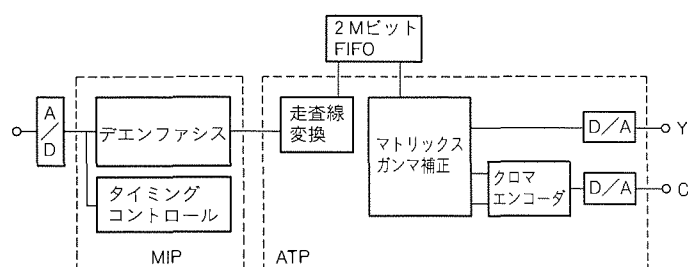 2 Mビット
FIFO
A/D
デエンファシス
タイミング
コントロール
MIP
走査線
変換
マトリックス
ガンマ補正
クロマ
エンコーダ
D/A
Y
D/A
C
ATP